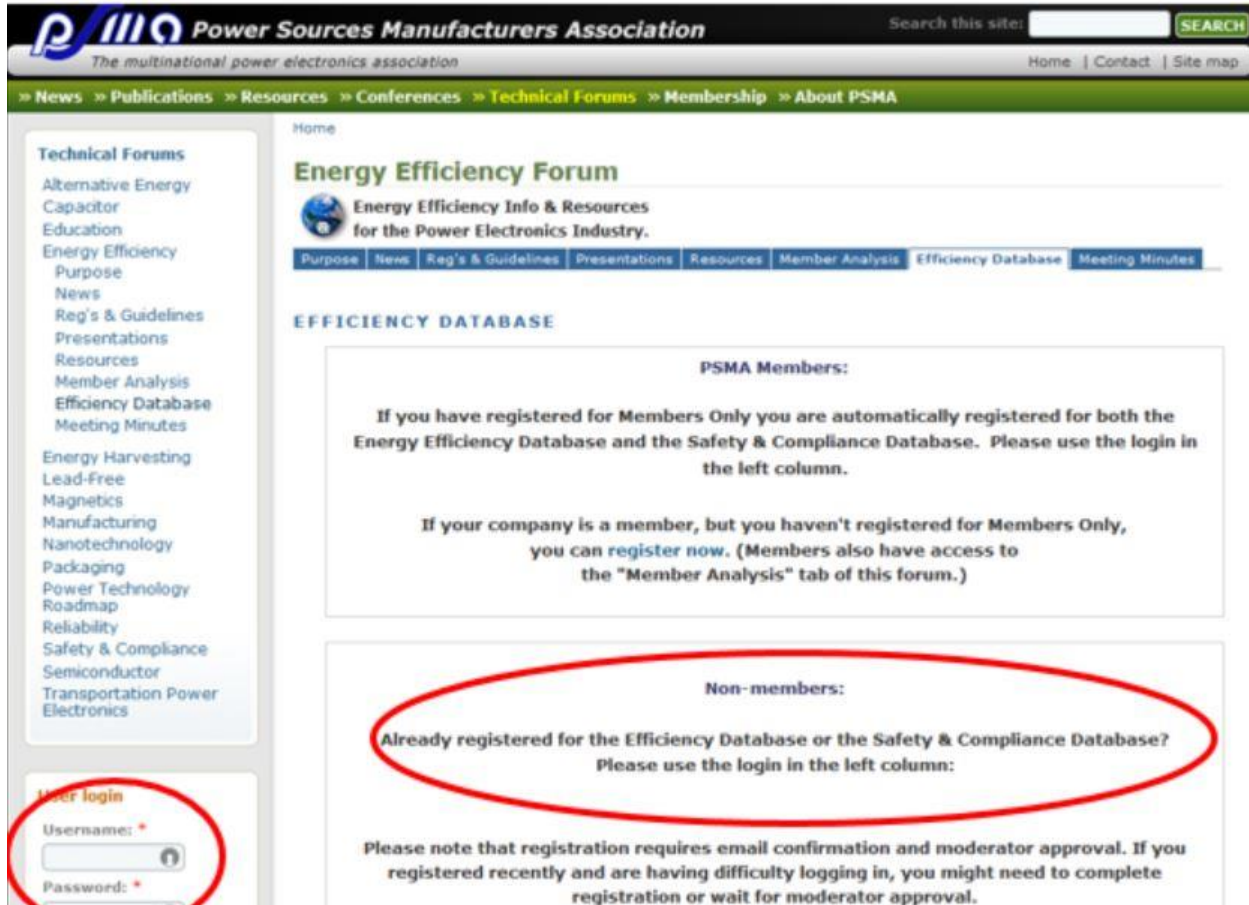 psma Power Sources Manufacturers Association
Search this site:
SEARCH
The multinational power electronics association
Home | Contact | Site map
» News » Publications » Resources » Conferences » Technical Forums » Membership » About PSMA
Technical Forums
Alternative Energy
Capacitor
Education
Energy Efficiency
Purpose
News
Reg's & Guidelines
Presentations
Resources
Member Analysis
Efficiency Database
Meeting Minutes
Energy Harvesting
Lead-Free
Magnetics
Manufacturing
Nanotechnology
Packaging
Power Technology
Roadmap
Reliability
Safety & Compliance
Semiconductor
Transportation Power
Electronics
User login
Username: *
Password: *
Home
Energy Efficiency Forum
Energy Efficiency Info & Resources
for the Power Electronics Industry.
Purpose News Reg's & Guidelines Presentations Resources Member Analysis Efficiency Database Meeting Minutes
EFFICIENCY DATABASE
PSMA Members:
If you have registered for Members Only you are automatically registered for both the
Energy Efficiency Database and the Safety & Compliance Database. Please use the login in
the left column.
If your company is a member, but you haven't registered for Members Only,
you can register now. (Members also have access to
the "Member Analysis" tab of this forum.)
Non-members:
Already registered for the Efficiency Database or the Safety & Compliance Database?
Please use the login in the left column:
Please note that registration requires email confirmation and moderator approval. If you
registered recently and are having difficulty logging in, you might need to complete
registration or wait for moderator approval.